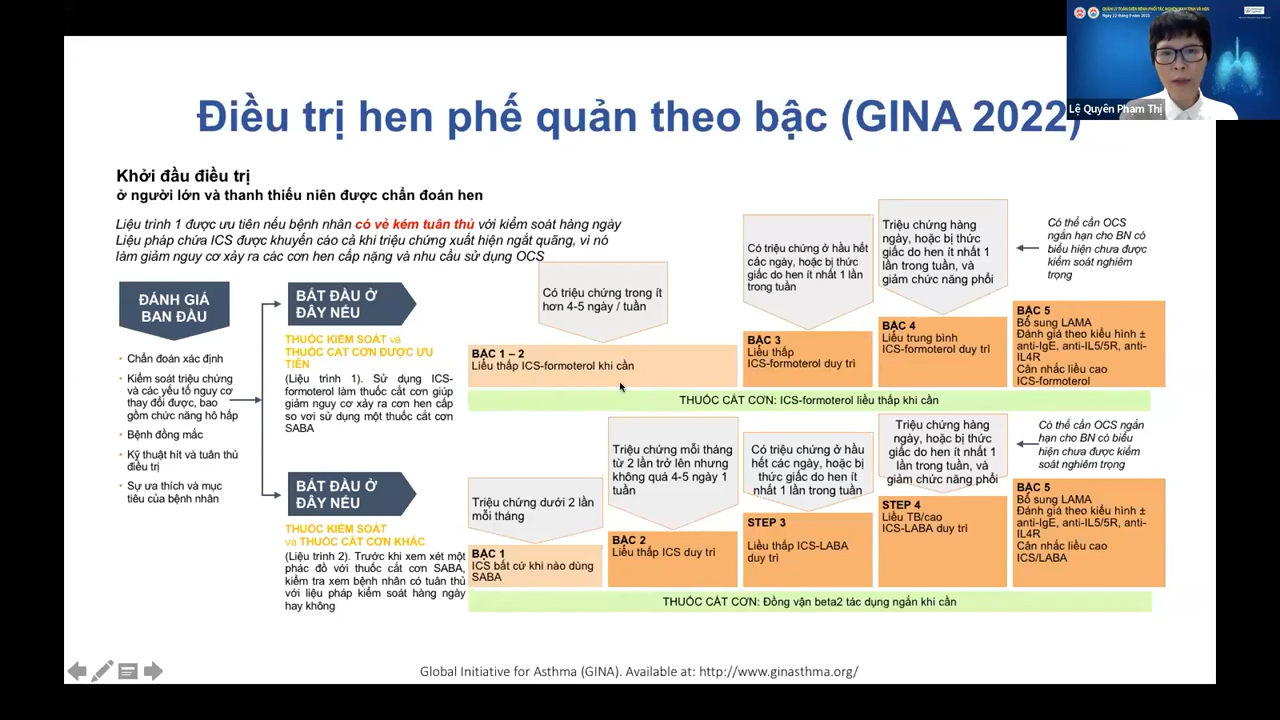 QUẢN LÝ TOÀN DIỆN BỆNH PHỔI TẮC NGHẼN MẠN TÍNH VÀ HEN
Ngày 22 tháng 9 năm 2023
Lệ Quyên Phạm Thị
Điều trị hen phế quản theo bậc (GINA 2022)
Khởi đầu điều trị
ở người lớn và thanh thiếu niên được chẩn đoán hen
Liệu trình 1 được ưu tiên nếu bệnh nhân có vẻ kém tuân thủ với kiểm soát hàng ngày
Liệu pháp chứa ICS được khuyến cáo cả khi triệu chứng xuất hiện ngắt quãng, vì nó
làm giảm nguy cơ xảy ra các cơn hen cấp nặng và nhu cầu sử dụng OCS
ĐÁNH GIÁ
BAN ĐẦU
• Chẩn đoán xác định
• Kiểm soát triệu chứng
và các yếu tố nguy cơ
thay đổi được, bao
gồm chức năng hô hấp
• Bệnh đồng mắc
• Kỹ thuật hít và tuân thủ
điều trị
• Sự ưa thích và mục
tiêu của bệnh nhân
BẮT ĐẦU Ở
ĐÂY NẾU
THUỐC KIỂM SOÁT và
THUỐC CẮT CƠN ĐƯỢC ƯU
TIÊN
(Liệu trình 1). Sử dụng ICS-
formoterol làm thuốc cắt cơn giúp
giảm nguy cơ xảy ra cơn hen cấp
so với sử dụng một thuốc cắt cơn
SABA
Có triệu chứng trong ít
hơn 4-5 ngày / tuần
Có triệu chứng ở hầu hết
các ngày, hoặc bị thức
giấc do hen ít nhất 1 lần
trong tuần
Triệu chứng hàng
ngày, hoặc bị thức
giấc do hen ít nhất 1
lần trong tuần, và
giảm chức năng phổi
Có thể cần OCS
ngắn hạn cho BN có
biểu hiện chưa được
kiểm soát nghiêm
trọng
BẬC 1 – 2
Liều thấp ICS-formoterol khi cần
BẬC 3
Liều thấp
ICS-formoterol duy trì
BẬC 4
Liều trung bình
ICS-formoterol duy trì
BẬC 5
Bổ sung LAMA
Đánh giá theo kiểu hình ±
anti-IgE, anti-IL5/5R, anti-
IL4R
Cân nhắc liều cao
ICS-formoterol
THUỐC CẮT CƠN: ICS-formoterol liều thấp khi cần
BẮT ĐẦU Ở
ĐÂY NẾU
THUỐC KIỂM SOÁT
và THUỐC CẮT CƠN KHÁC
(Liệu trình 2). Trước khi xem xét một
phác đồ với thuốc cắt cơn SABA,
kiểm tra xem bệnh nhân có tuân thủ
với liệu pháp kiểm soát hàng ngày
hay không
Triệu chứng dưới 2 lần
mỗi tháng
Triệu chứng mỗi tháng
từ 2 lần trở lên nhưng
không quá 4-5 ngày 1
tuần
Có triệu chứng ở hầu
hết các ngày, hoặc bị
thức giấc do hen ít
nhất 1 lần trong tuần
Triệu chứng hàng
ngày, hoặc bị thức
giấc do hen ít nhất 1
lần trong tuần, và
giảm chức năng phổi
Có thể cần OCS ngắn
hạn cho BN có biểu
hiện chưa được kiểm
soát nghiêm trọng
BẬC 1
ICS bất cứ khi nào dùng
SABA
BẬC 2
Liều thấp ICS duy trì
STEP 3
Liều thấp ICS-LABA
duy trì
STEP 4
Liều TB/cao
ICS-LABA duy trì
BẬC 5
Bổ sung LAMA
Đánh giá theo kiểu hình ±
anti-IgE, anti-IL5/5R, anti-
IL4R
Cân nhắc liều cao
ICS/LABA
THUỐC CẮT CƠN: Đồng vận beta2 tác dụng ngắn khi cần
Global Initiative for Asthma (GINA). Available at: http://www.ginasthma.org/